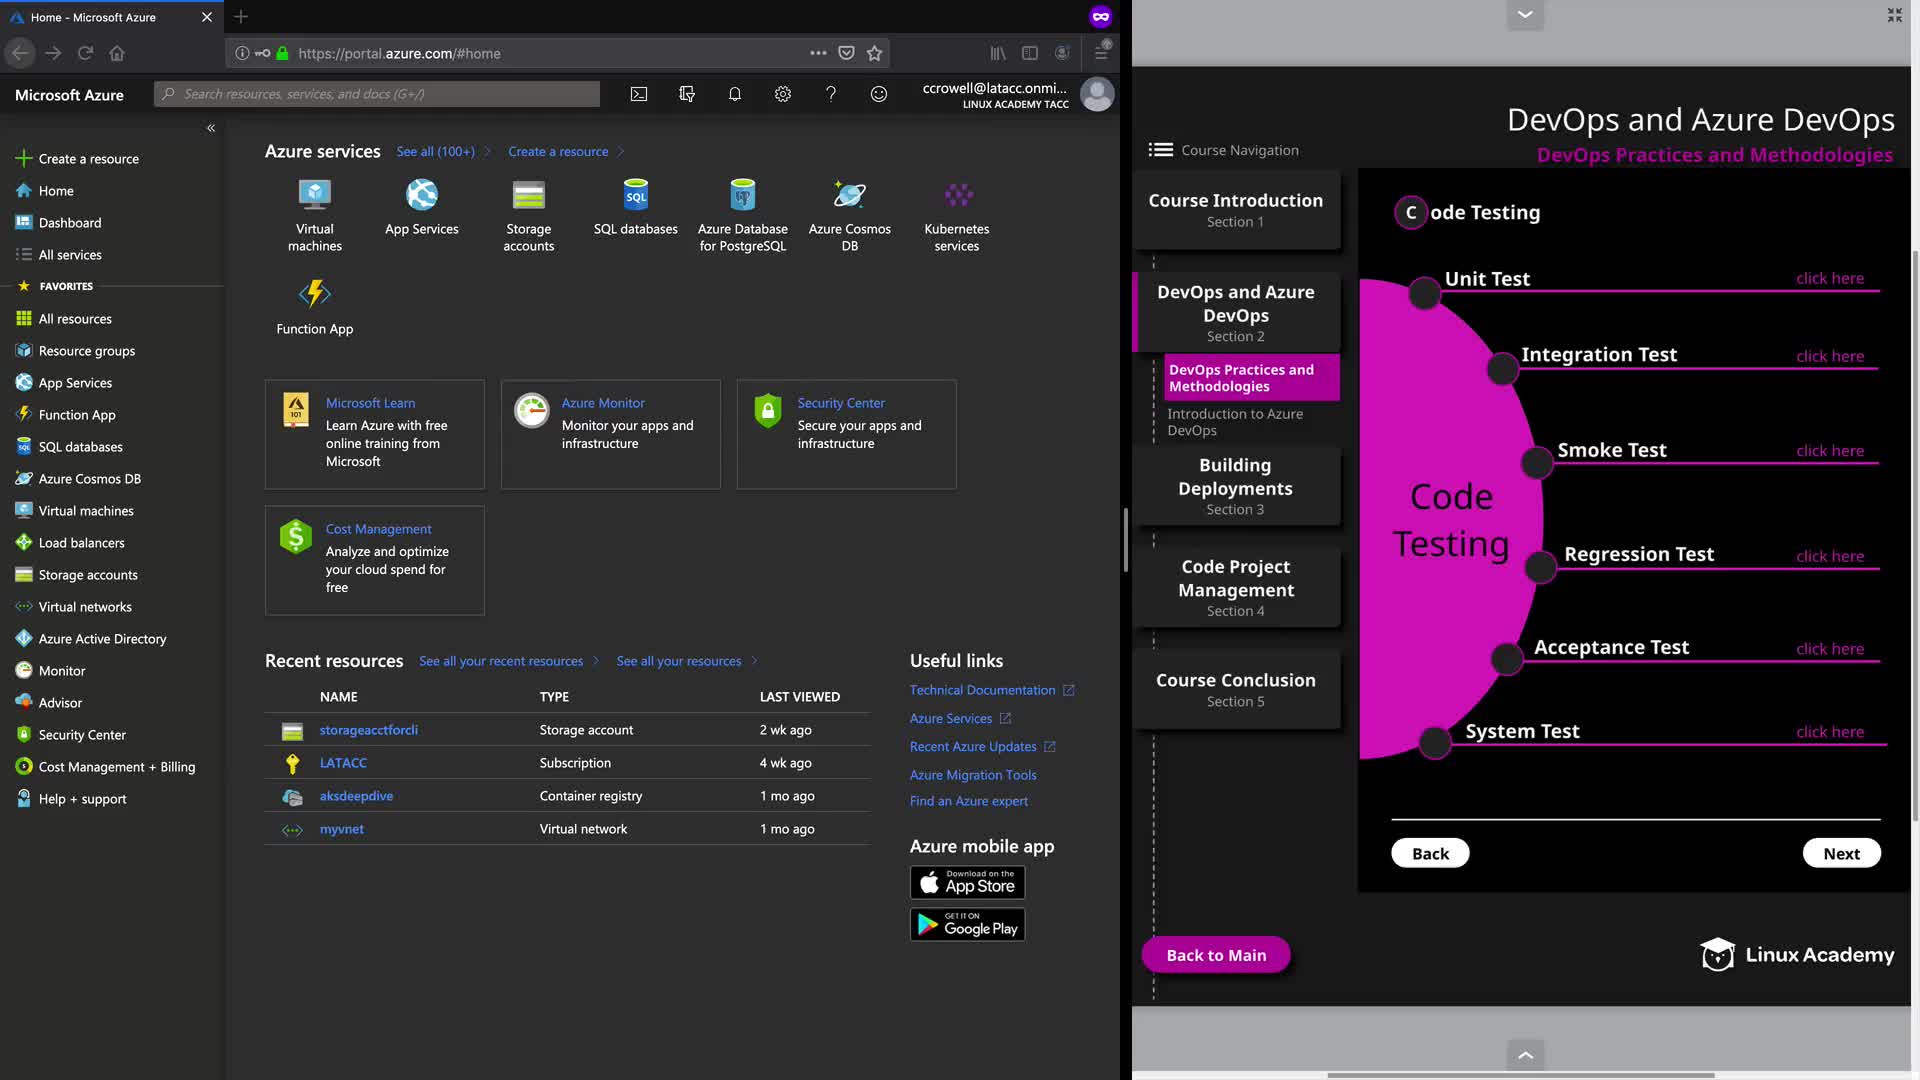 Home - Microsoft Azure
https://portal.azure.com/#home
Microsoft Azure
Search resources, services, and docs (G+/)
ccrowell@latacc.onmi...
LINUX ACADEMY TACC
Create a resource
Home
Dashboard
All services
FAVORITES
All resources
Resource groups
App Services
Function App
SQL databases
Azure Cosmos DB
Virtual machines
Load balancers
Storage accounts
Virtual networks
Azure Active Directory
Monitor
Advisor
Security Center
Cost Management + Billing
Help + support
Azure services
See all (100+)
Create a resource
Virtual
machines
App Services
Storage
accounts
SQL
SQL databases
Azure Database
for PostgreSQL
Azure Cosmos
DB
Kubernetes
services
Function App
101
Microsoft Learn
Learn Azure with free
online training from
Microsoft
Azure Monitor
Monitor your apps and
infrastructure
Security Center
Secure your apps and
infrastructure
Cost Management
Analyze and optimize
your cloud spend for
free
Recent resources
See all your recent resources
See all your resources
NAME TYPE LAST VIEWED
storageacctforcli Storage account 2 wk ago
LATACC Subscription 4 wk ago
aksdeepdive Container registry 1 mo ago
myvnet Virtual network 1 mo ago
Useful links
Technical Documentation
Azure Services
Recent Azure Updates
Azure Migration Tools
Find an Azure expert
Azure mobile app
Download on the
App Store
GET IT ON
Google Play
DevOps and Azure DevOps
DevOps Practices and Methodologies
Course Navigation
Course Introduction
Section 1
DevOps and Azure
DevOps
Section 2
DevOps Practices and
Methodologies
Introduction to Azure
DevOps
Building
Deployments
Section 3
Code Project
Management
Section 4
Course Conclusion
Section 5
Back to Main
Code Testing
Unit Test click here
Integration Test click here
Smoke Test click here
Code
Testing
Regression Test click here
Acceptance Test click here
System Test click here
Back
Next
Linux Academy